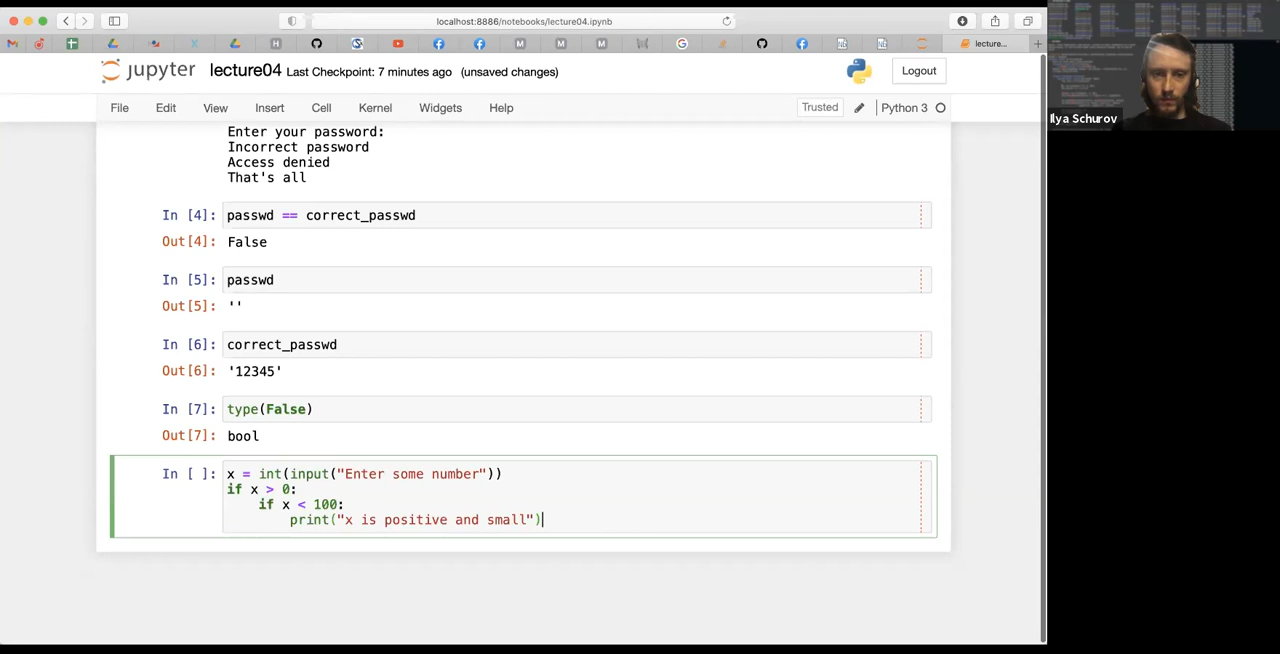 localhost:8886/notebooks/lecture04.ipynb
lecture...
jupyter lecture04 Last Checkpoint: 7 minutes ago (unsaved changes)
Logout
File Edit View Insert Cell Kernel Widgets Help
Trusted Python 3
Ilya Schurov
Enter your password:
Incorrect password
Access denied
That's all
In [4]: passwd == correct_passwd
Out[4]: False
In [5]: passwd
Out[5]: ''
In [6]: correct_passwd
Out[6]: '12345'
In [7]: type(False)
Out[7]: bool
In [ ]: x = int(input("Enter some number"))
if x > 0:
    if x < 100:
        print("x is positive and small")